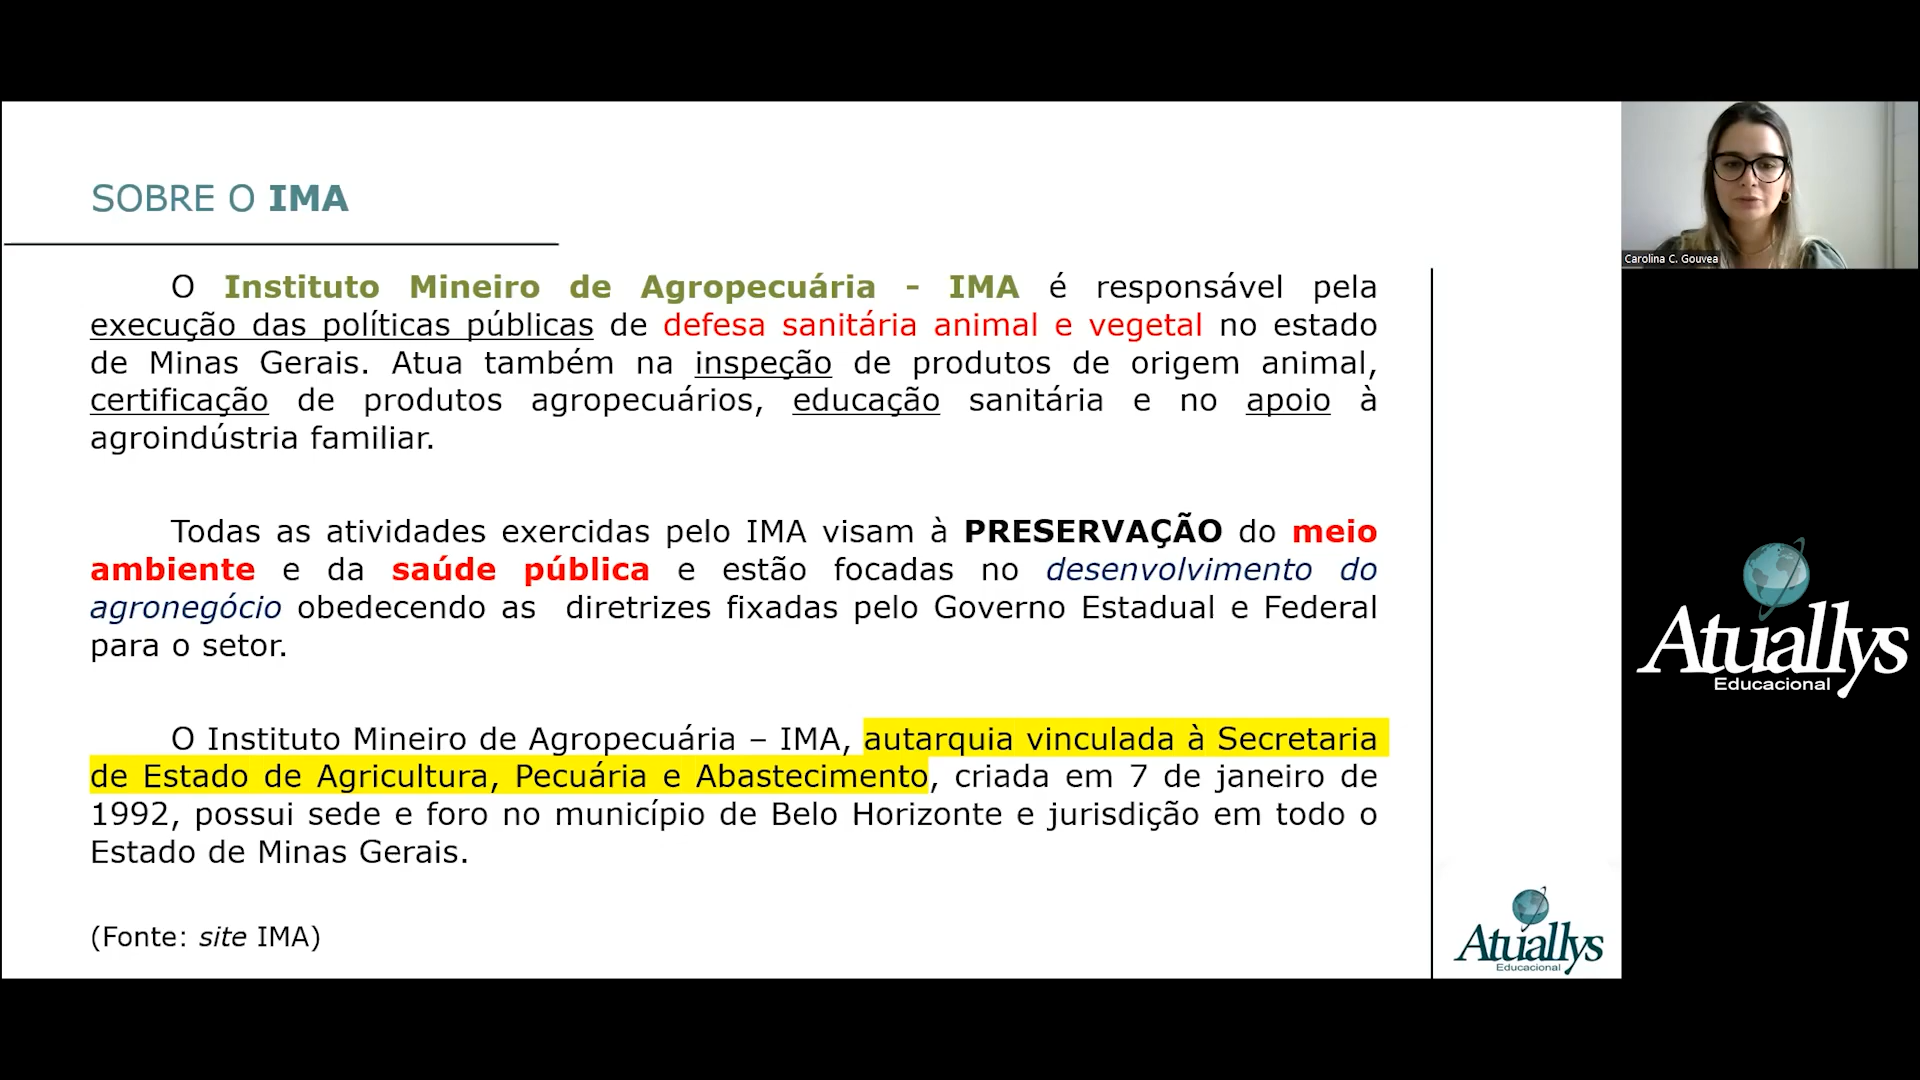 SOBRE O IMA
O Instituto Mineiro de Agropecuária - IMA é responsável pela
execução das políticas públicas de defesa sanitária animal e vegetal no estado
de Minas Gerais. Atua também na inspeção de produtos de origem animal,
certificação de produtos agropecuários, educação sanitária e no apoio à
agroindústria familiar.
Todas as atividades exercidas pelo IMA visam à PRESERVAÇÃO do meio
ambiente e da saúde pública e estão focadas no desenvolvimento do
agronegócio obedecendo as diretrizes fixadas pelo Governo Estadual e Federal
para o setor.
O Instituto Mineiro de Agropecuária – IMA, autarquia vinculada à Secretaria
de Estado de Agricultura, Pecuária e Abastecimento, criada em 7 de janeiro de
1992, possui sede e foro no município de Belo Horizonte e jurisdição em todo o
Estado de Minas Gerais.
(Fonte: site IMA)
Atuallys
Educacional
Carolina C. Gouvea
Atuallys
Educacional